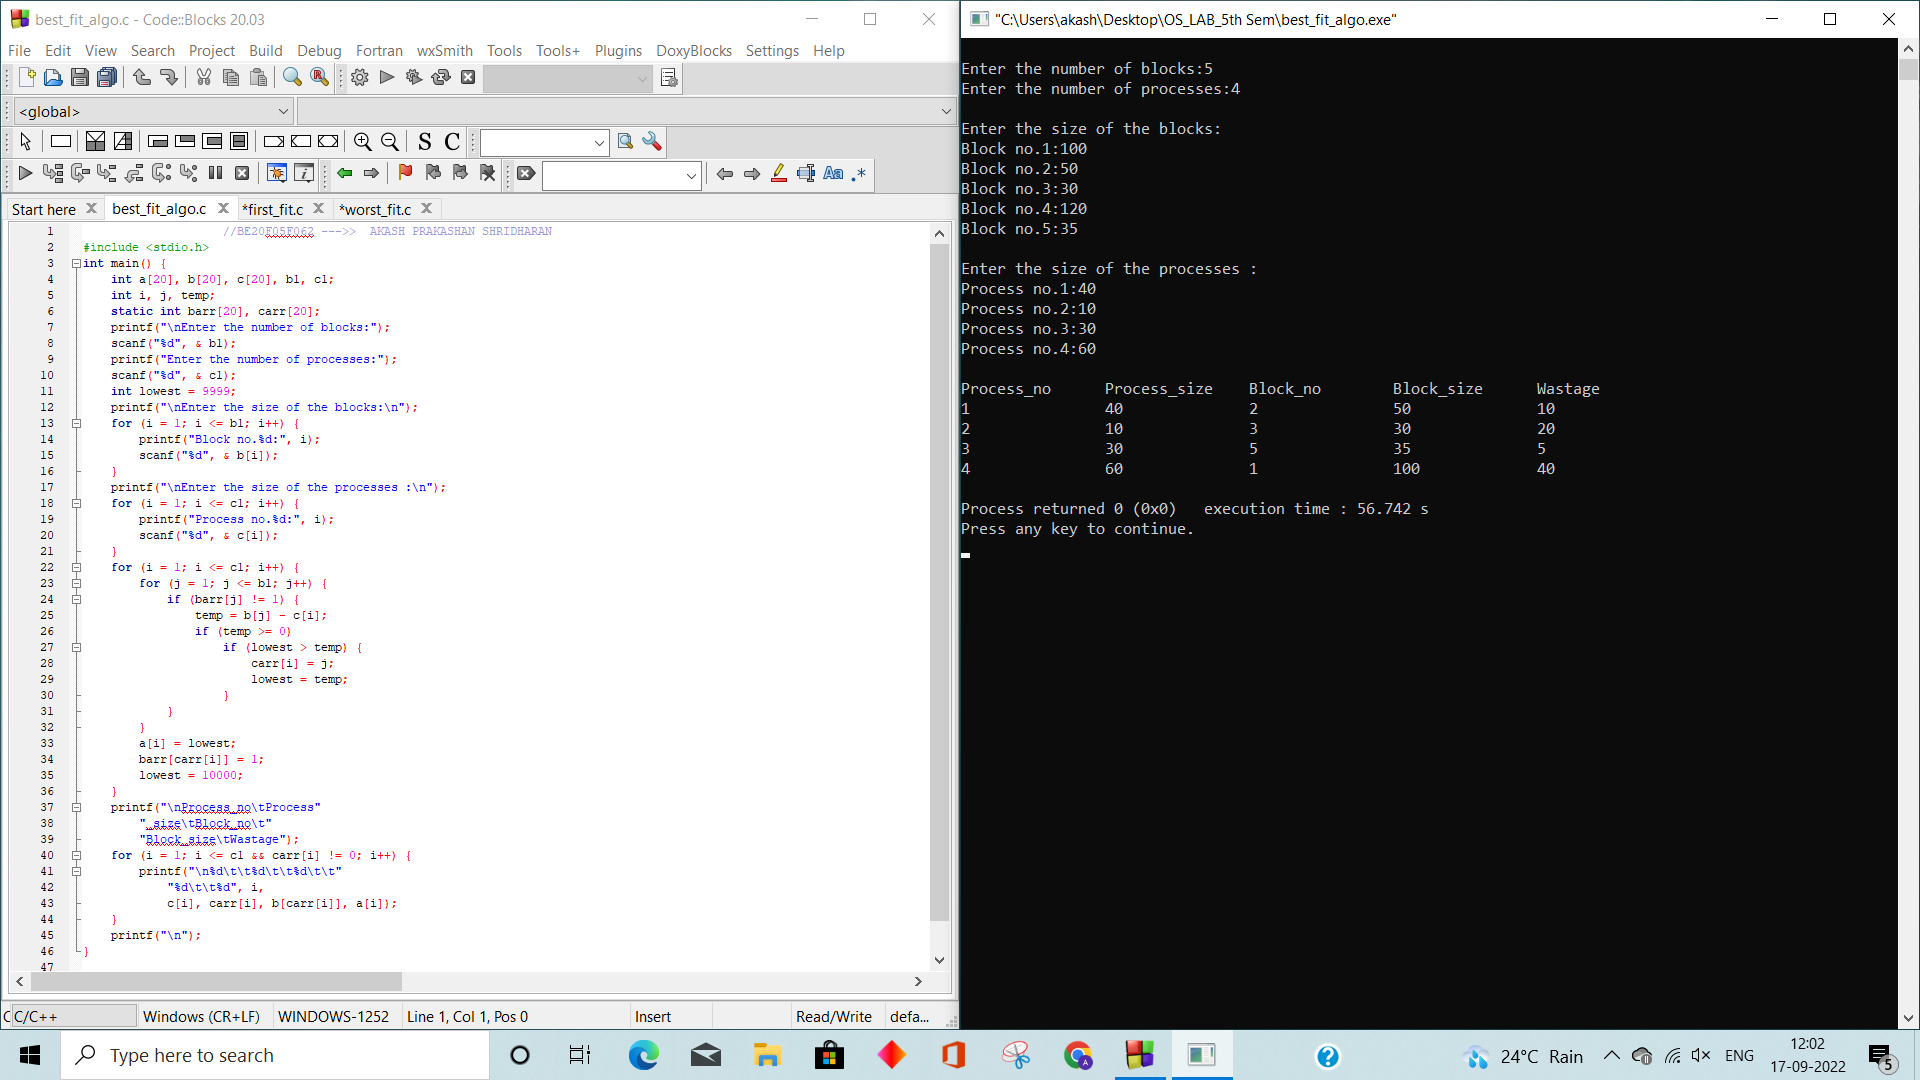 best_fit_algo.c - Code::Blocks 20.03
File Edit View Search Project Build Debug Fortran wxSmith Tools Tools+ Plugins DoxyBlocks Settings Help
<global>
S C
Aa .*
Start here best_fit_algo.c *first_fit.c *worst_fit.c
1 //BE20F05F062 --->> AKASH PRAKASHAN SHRIDHARAN
2 #include <stdio.h>
3 int main() {
4 int a[20], b[20], c[20], bl, cl;
5 int i, j, temp;
6 static int barr[20], carr[20];
7 printf("\nEnter the number of blocks:");
8 scanf("%d", & bl);
9 printf("Enter the number of processes:");
10 scanf("%d", & cl);
11 int lowest = 9999;
12 printf("\nEnter the size of the blocks:\n");
13 for (i = 1; i <= bl; i++) {
14 printf("Block no.%d:", i);
15 scanf("%d", & b[i]);
16 }
17 printf("\nEnter the size of the processes :\n");
18 for (i = 1; i <= cl; i++) {
19 printf("Process no.%d:", i);
20 scanf("%d", & c[i]);
21 }
22 for (i = 1; i <= cl; i++) {
23 for (j = 1; j <= bl; j++) {
24 if (barr[j] != 1) {
25 temp = b[j] - c[i];
26 if (temp >= 0)
27 if (lowest > temp) {
28 carr[i] = j;
29 lowest = temp;
30 }
31 }
32 }
33 a[i] = lowest;
34 barr[carr[i]] = 1;
35 lowest = 10000;
36 }
37 printf("\nProcess_no\tProcess"
38 "_size\tBlock_no\t"
39 "Block_size\tWastage");
40 for (i = 1; i <= cl && carr[i] != 0; i++) {
41 printf("\n%d\t\t%d\t\t%d\t\t"
42 "%d\t\t%d", i,
43 c[i], carr[i], b[carr[i]], a[i]);
44 }
45 printf("\n");
46 }
47
C C/C++ Windows (CR+LF) WINDOWS-1252 Line 1, Col 1, Pos 0 Insert Read/Write defa...
"C:\Users\akash\Desktop\OS_LAB_5th Sem\best_fit_algo.exe"
Enter the number of blocks:5
Enter the number of processes:4
Enter the size of the blocks:
Block no.1:100
Block no.2:50
Block no.3:30
Block no.4:120
Block no.5:35
Enter the size of the processes :
Process no.1:40
Process no.2:10
Process no.3:30
Process no.4:60
Process_no Process_size Block_no Block_size Wastage
1 40 2 50 10
2 10 3 30 20
3 30 5 35 5
4 60 1 100 40
Process returned 0 (0x0) execution time : 56.742 s
Press any key to continue.
Type here to search
24°C Rain
ENG
12:02
17-09-2022
5